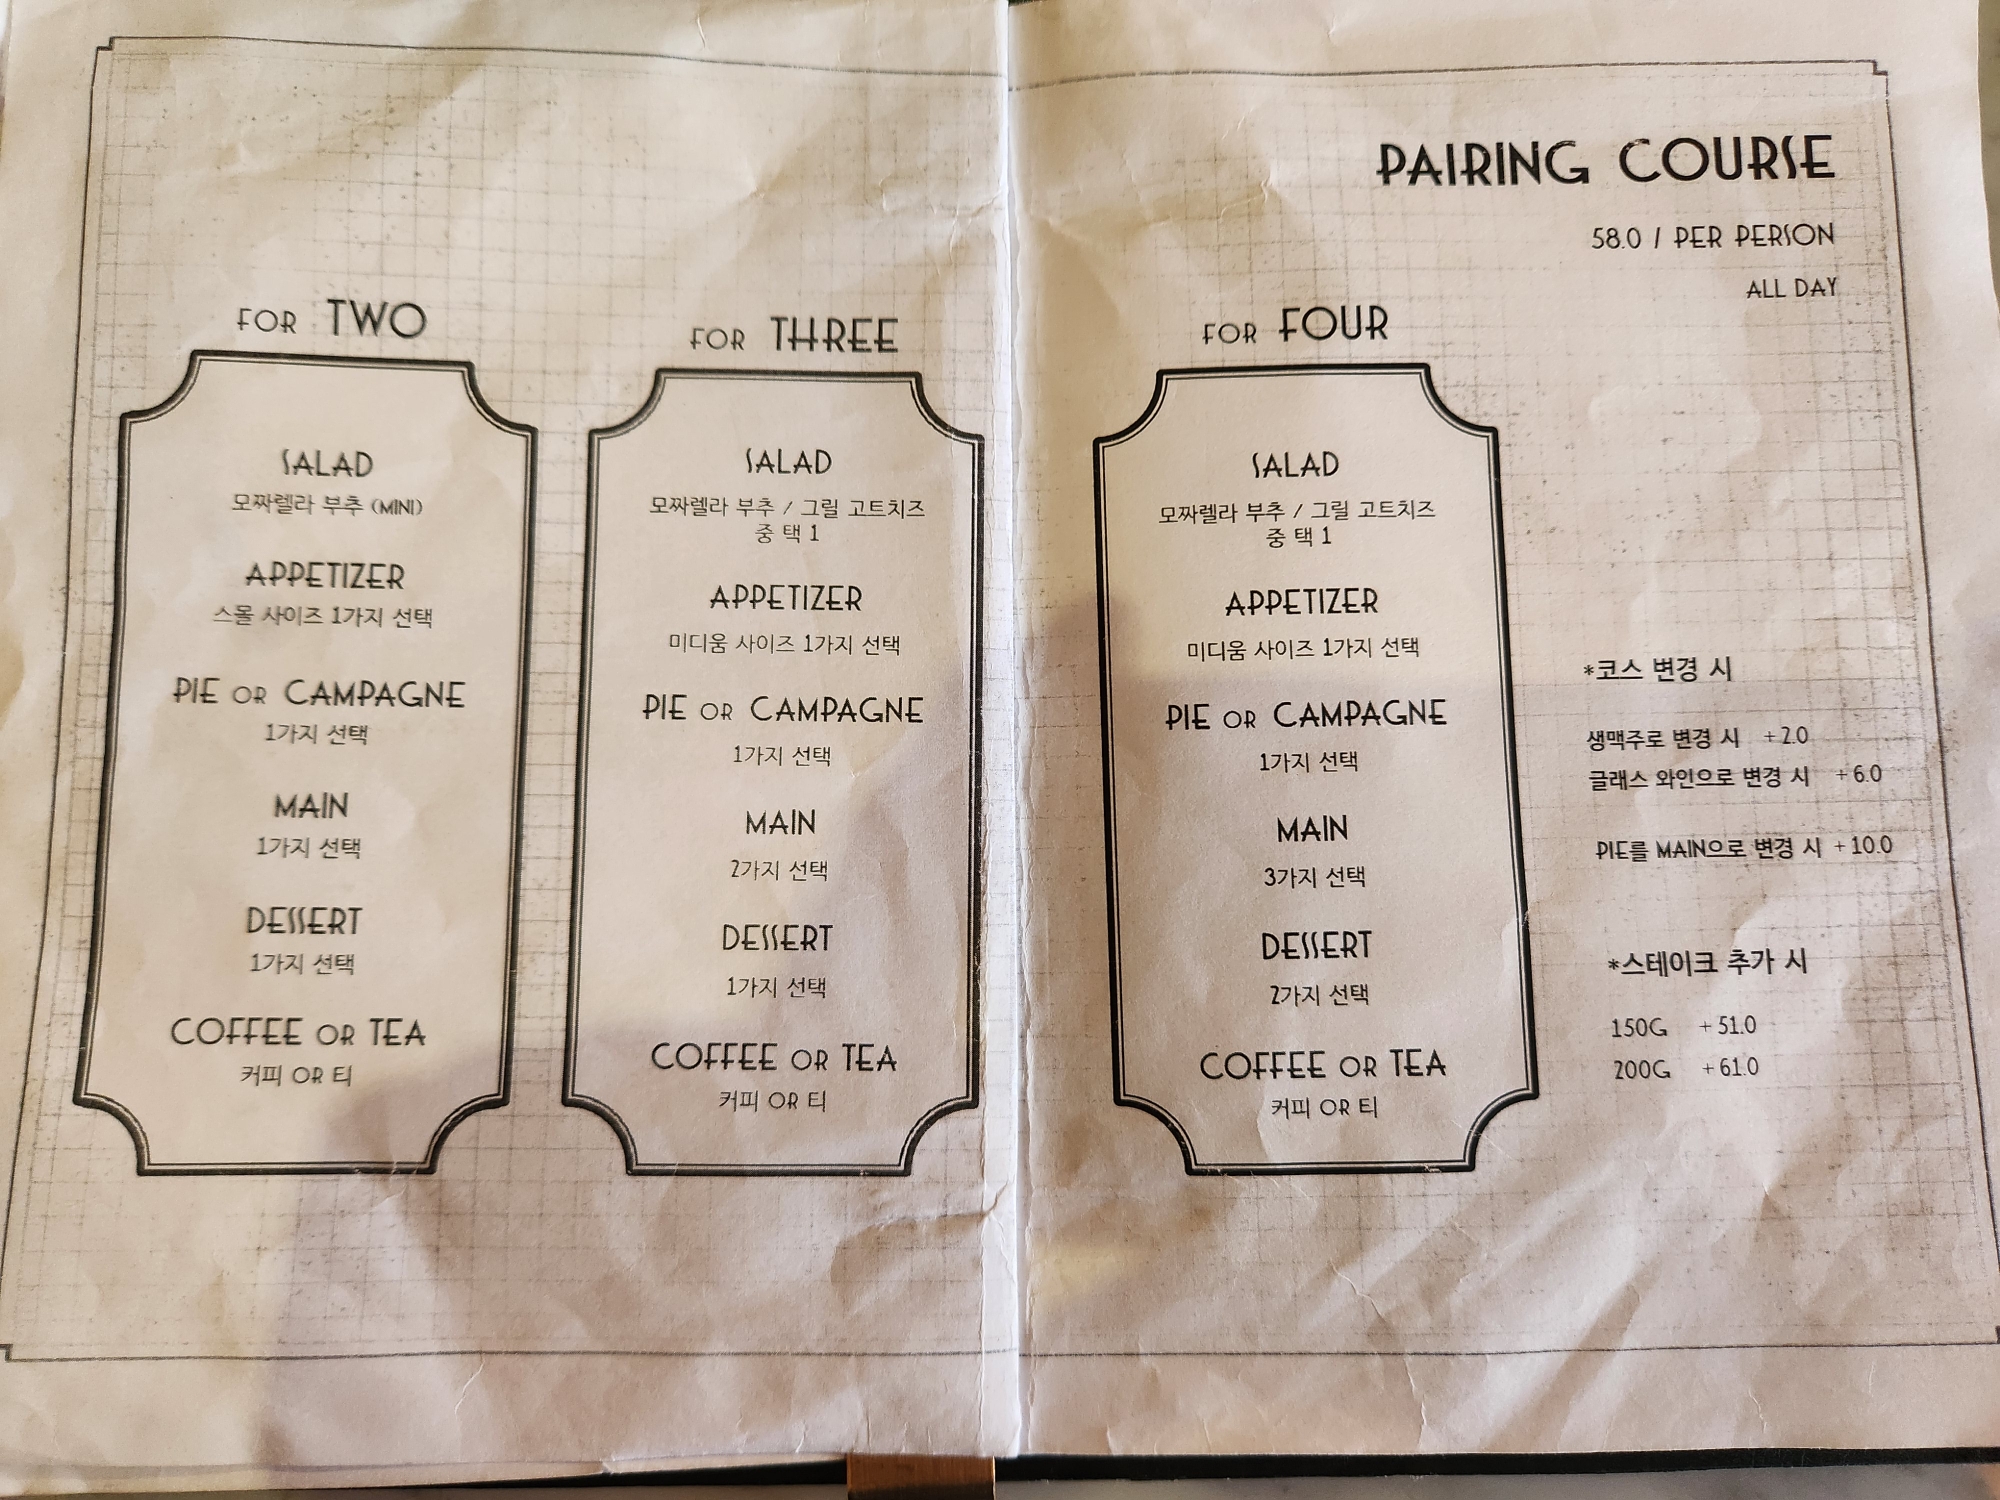 PAIRING COURSE
58.0 / PER PERSON
ALL DAY
FOR TWO
SALAD
모짜렐라 부추 (MINI)
APPETIZER
스몰 사이즈 1가지 선택
PIE OR CAMPAGNE
1가지 선택
MAIN
1가지 선택
DESSERT
1가지 선택
COFFEE OR TEA
커피 OR 티
FOR THREE
SALAD
모짜렐라 부추 / 그릴 고트치즈
중 택 1
APPETIZER
미디움 사이즈 1가지 선택
PIE OR CAMPAGNE
1가지 선택
MAIN
2가지 선택
DESSERT
1가지 선택
COFFEE OR TEA
커피 OR 티
FOR FOUR
SALAD
모짜렐라 부추 / 그릴 고트치즈
중 택 1
APPETIZER
미디움 사이즈 1가지 선택
PIE OR CAMPAGNE
1가지 선택
MAIN
3가지 선택
DESSERT
2가지 선택
COFFEE OR TEA
커피 OR 티
*코스 변경 시
생맥주로 변경 시 +2.0
글래스 와인으로 변경 시 +6.0
PIE를 MAIN으로 변경 시 +10.0
*스테이크 추가 시
150G +51.0
200G +61.0